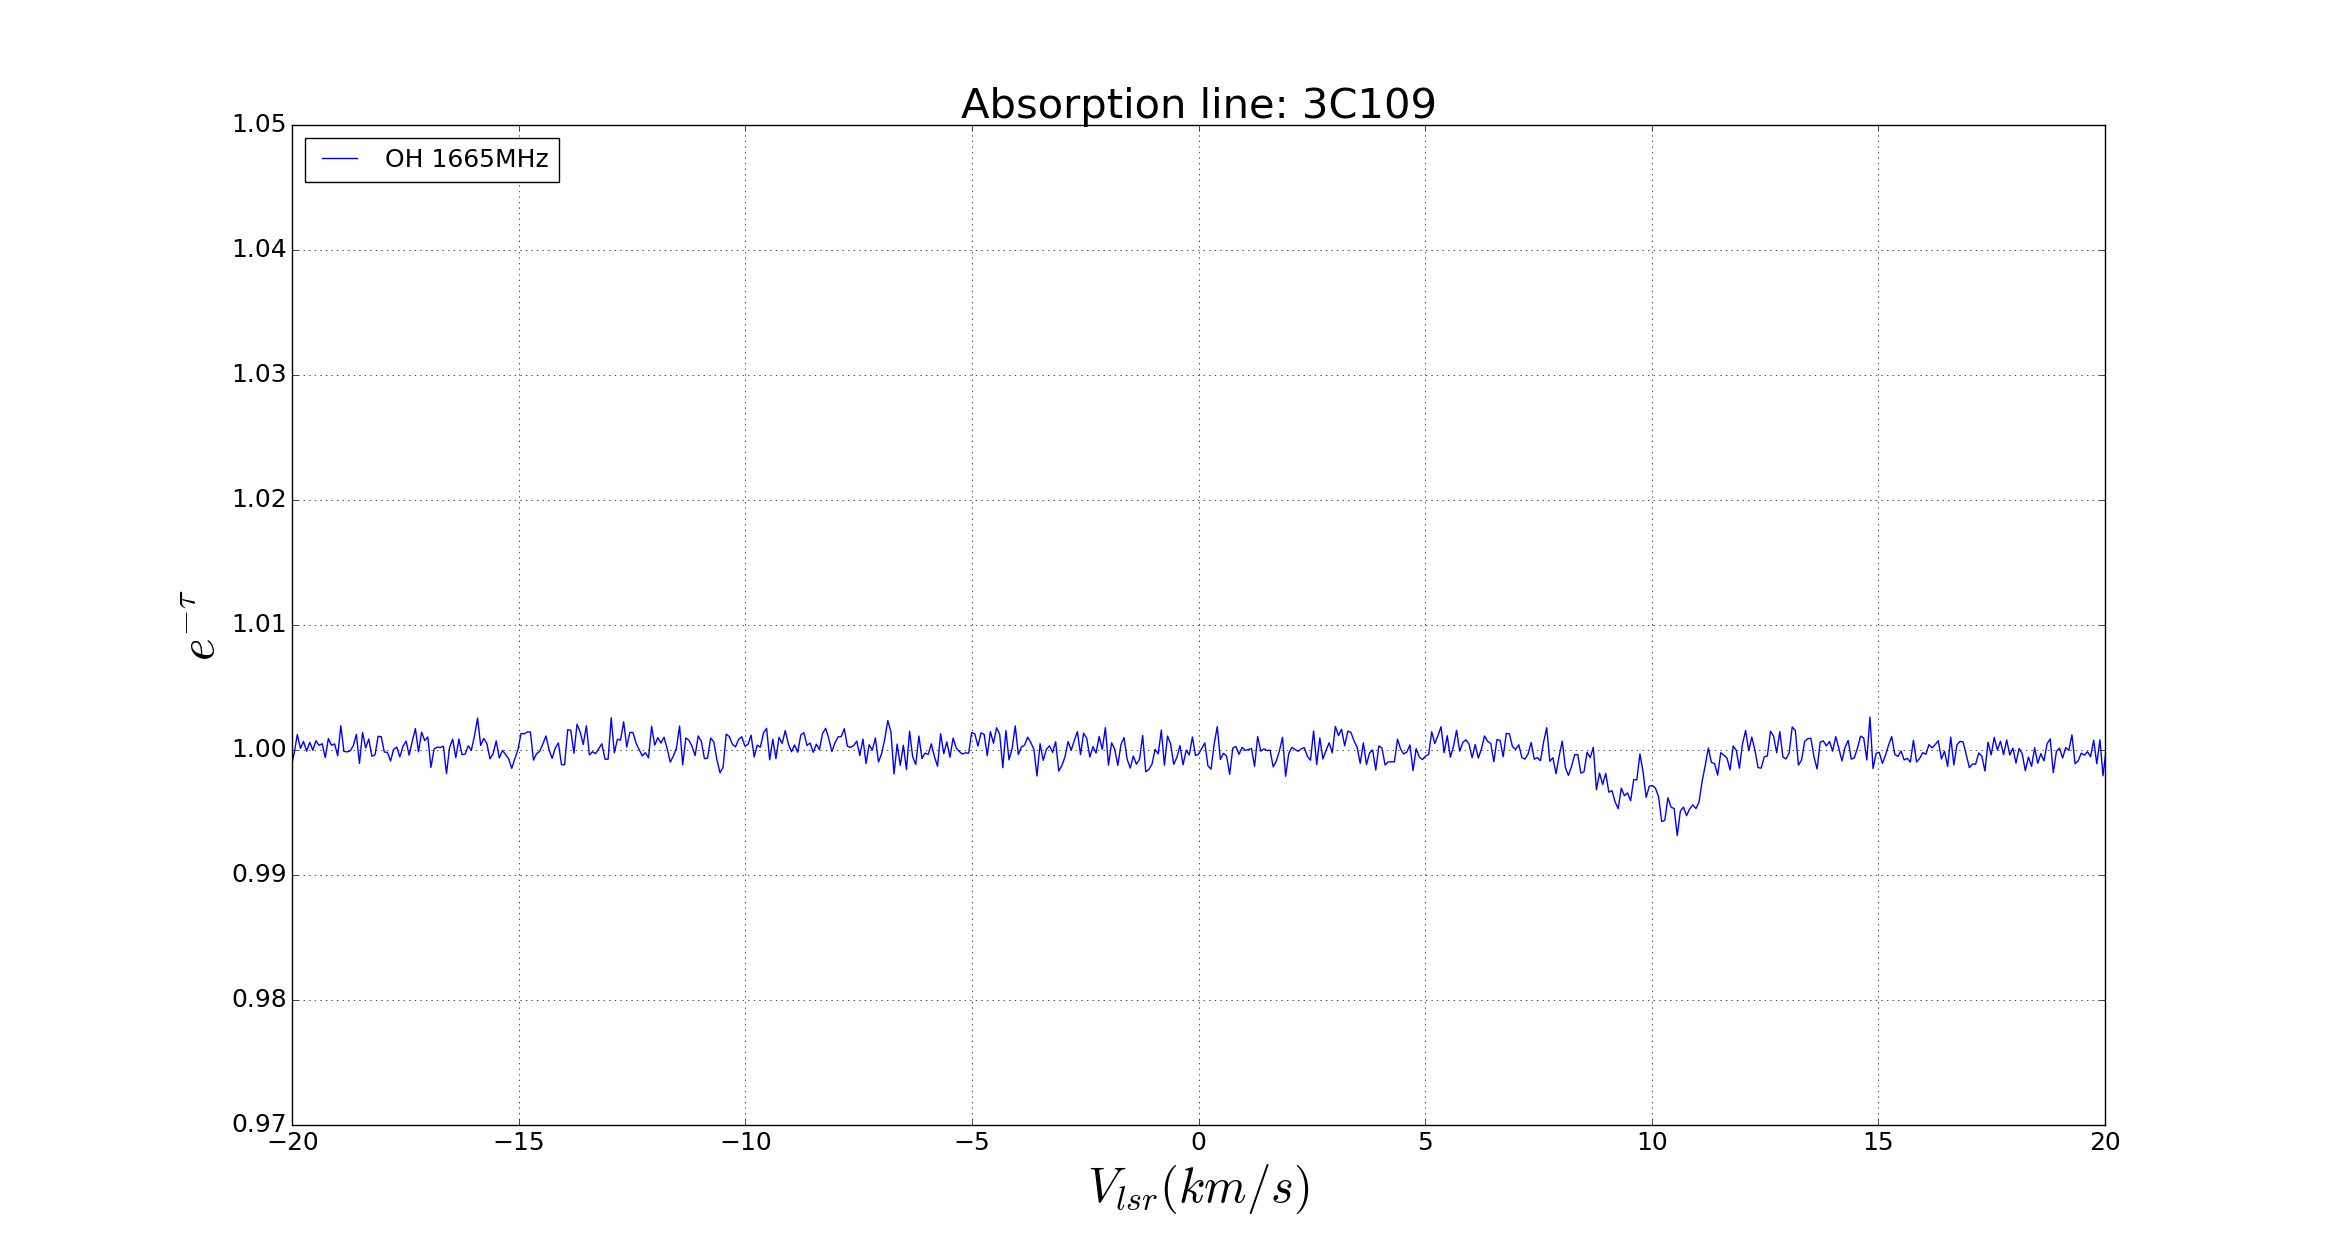 Absorption line: 3C109
OH 1665MHz
1.05
1.04
1.03
1.02
1.01
1.00
0.99
0.98
0.97
e^{−τ}
−20 −15 −10 −5 0 5 10 15 20
V_{lsr}(km/s)